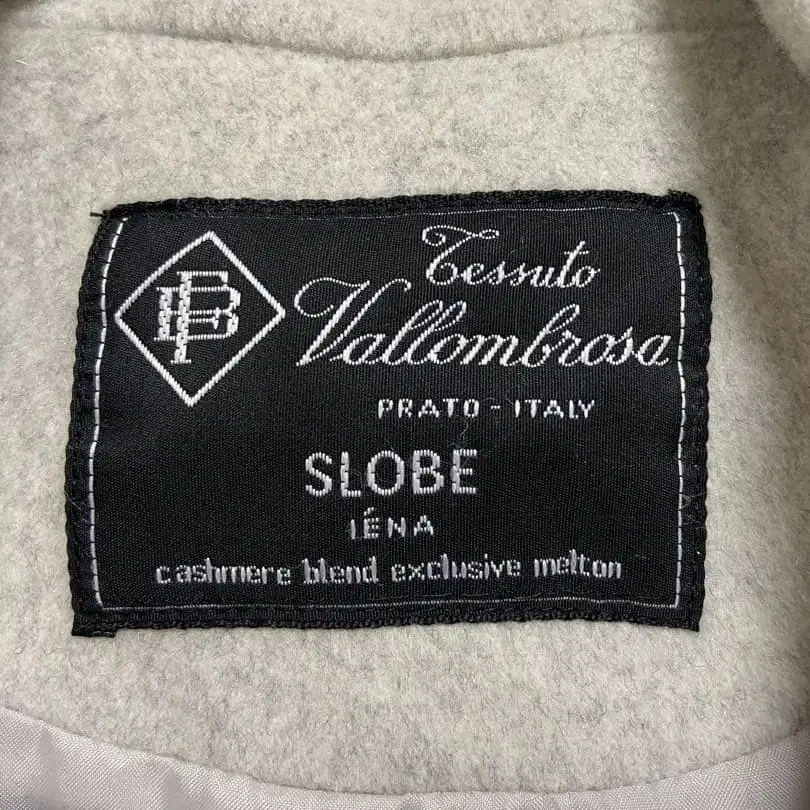 Tessuto
Vallombrosa
PRATO - ITALY
SLOBE
IÉNA
cashmere blend exclusive melton